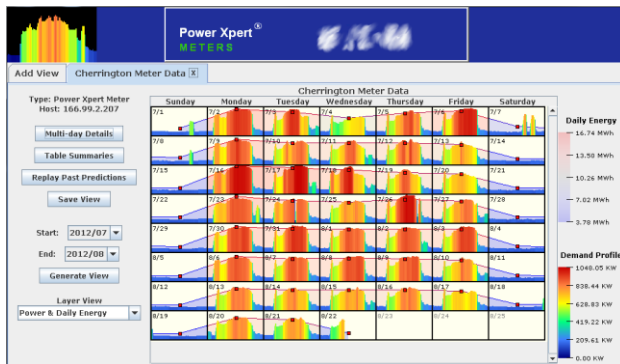 Power Xpert®
METERS
Add View
Cherrington Meter Data
Type: Power Xpert Meter
Host: 166.99.2.207
Multi-day Details
Table Summaries
Replay Past Predictions
Save View
Start: 2012/07
End: 2012/08
Generate View
Layer View
Power & Daily Energy
Cherrington Meter Data
Sunday Monday Tuesday Wednesday Thursday Friday Saturday
7/1 7/2 7/3 7/4 7/5 7/6 7/7
7/8 7/9 7/10 7/11 7/12 7/13 7/14
7/15 7/16 7/17 7/18 7/19 7/20 7/21
7/22 7/23 7/24 7/25 7/26 7/27 7/28
7/29 7/30 7/31 8/1 8/2 8/3 8/4
8/5 8/6 8/7 8/8 8/9 8/10 8/11
8/12 8/13 8/14 8/15 8/16 8/17 8/18
8/19 8/20 8/21 8/22 8/23 8/24 8/25
Daily Energy
16.74 MWh
13.50 MWh
10.26 MWh
7.02 MWh
3.78 MWh
Demand Profile
1048.05 KW
838.44 KW
628.83 KW
419.22 KW
209.61 KW
0.00 KW